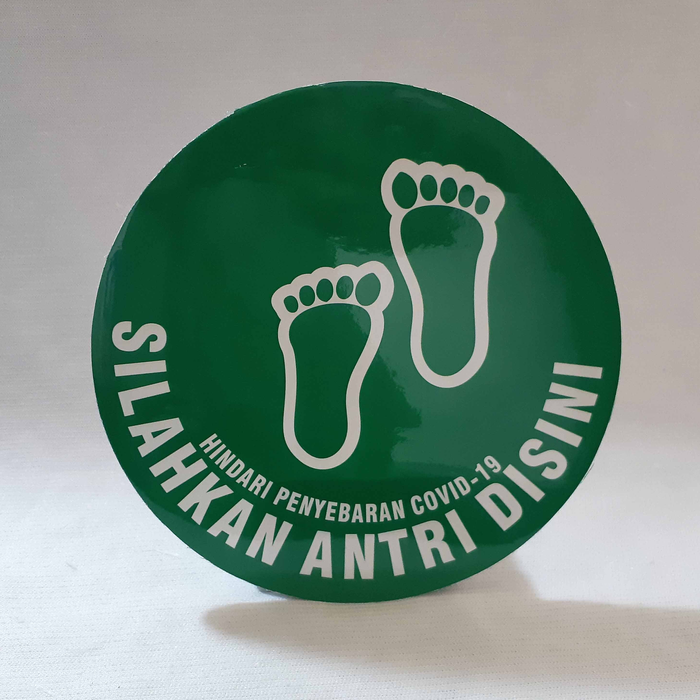 HINDARI PENYEBARAN COVID-19
SILAHKAN ANTRI DISINI